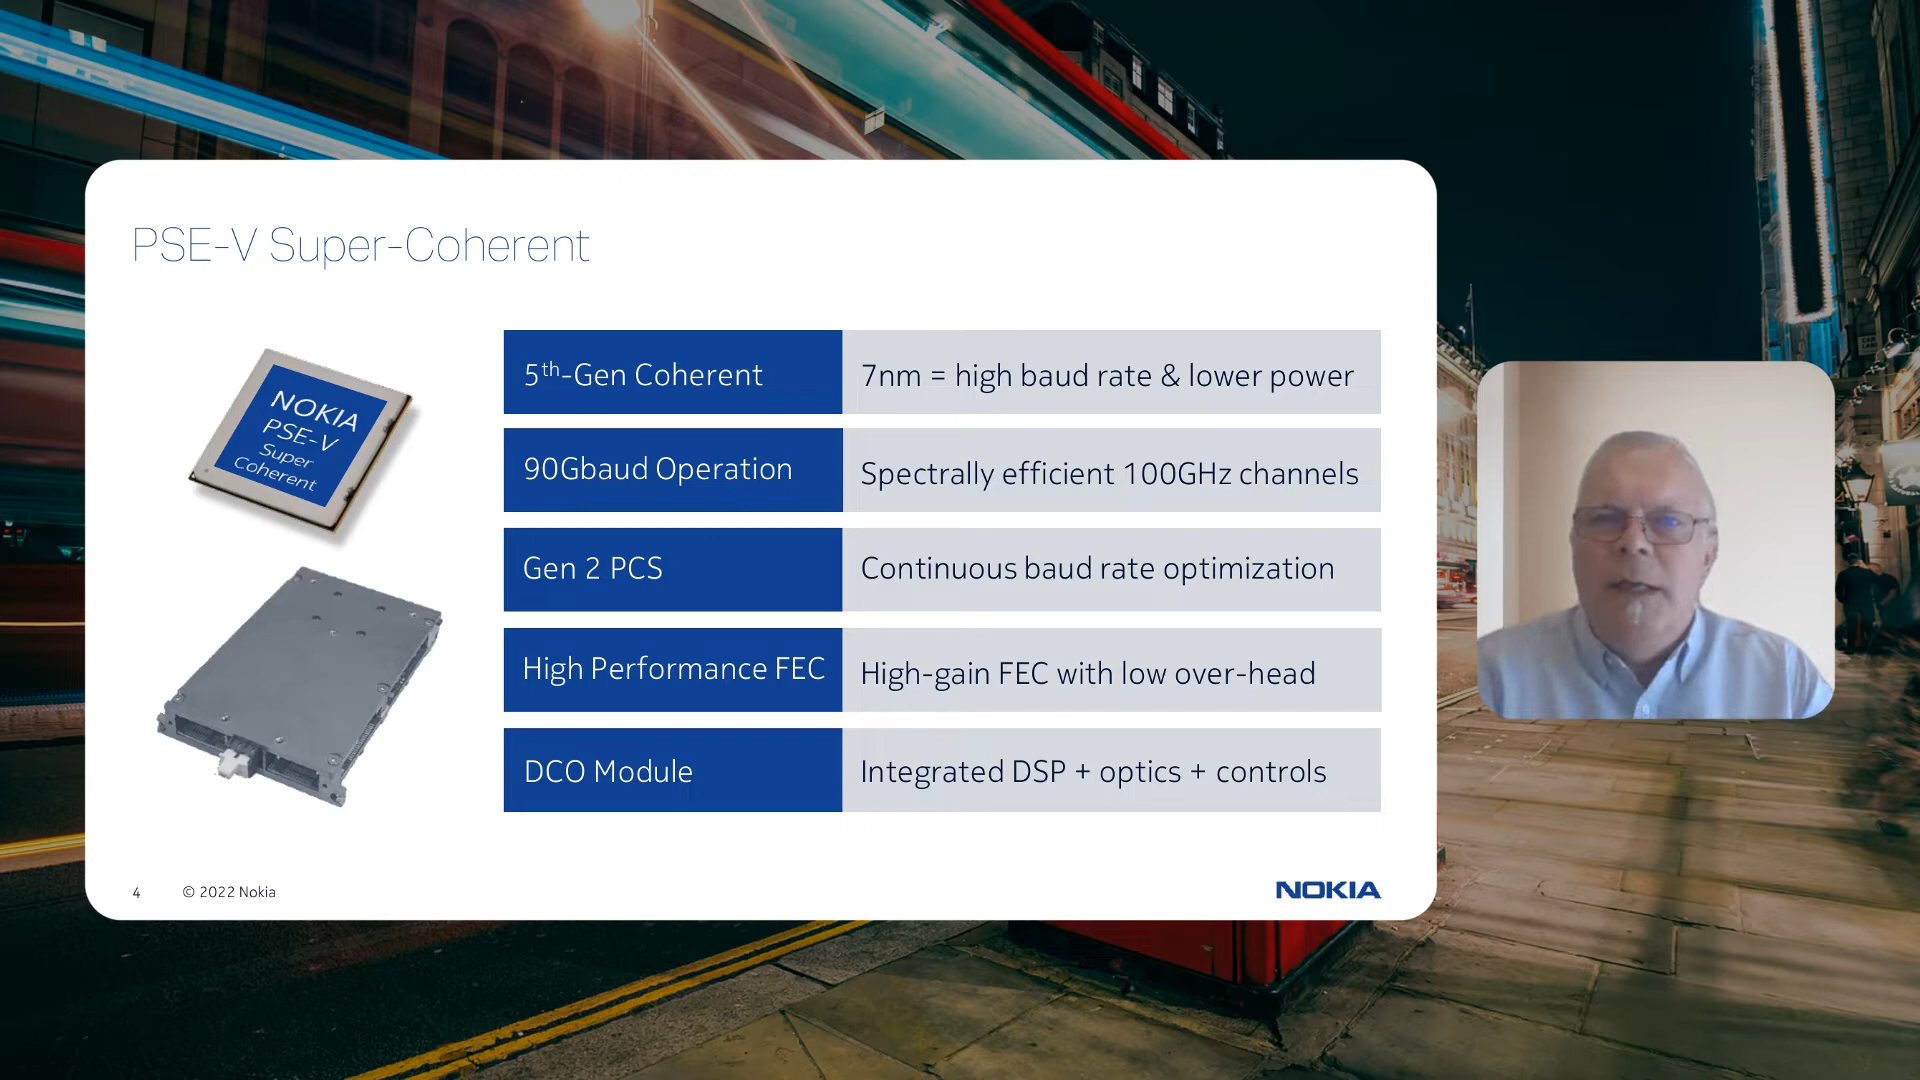 PSE-V Super-Coherent
NOKIA
PSE-V
Super
Coherent
5th-Gen Coherent
7nm = high baud rate & lower power
90Gbaud Operation
Spectrally efficient 100GHz channels
Gen 2 PCS
Continuous baud rate optimization
High Performance FEC
High-gain FEC with low over-head
DCO Module
Integrated DSP + optics + controls
4
© 2022 Nokia
NOKIA